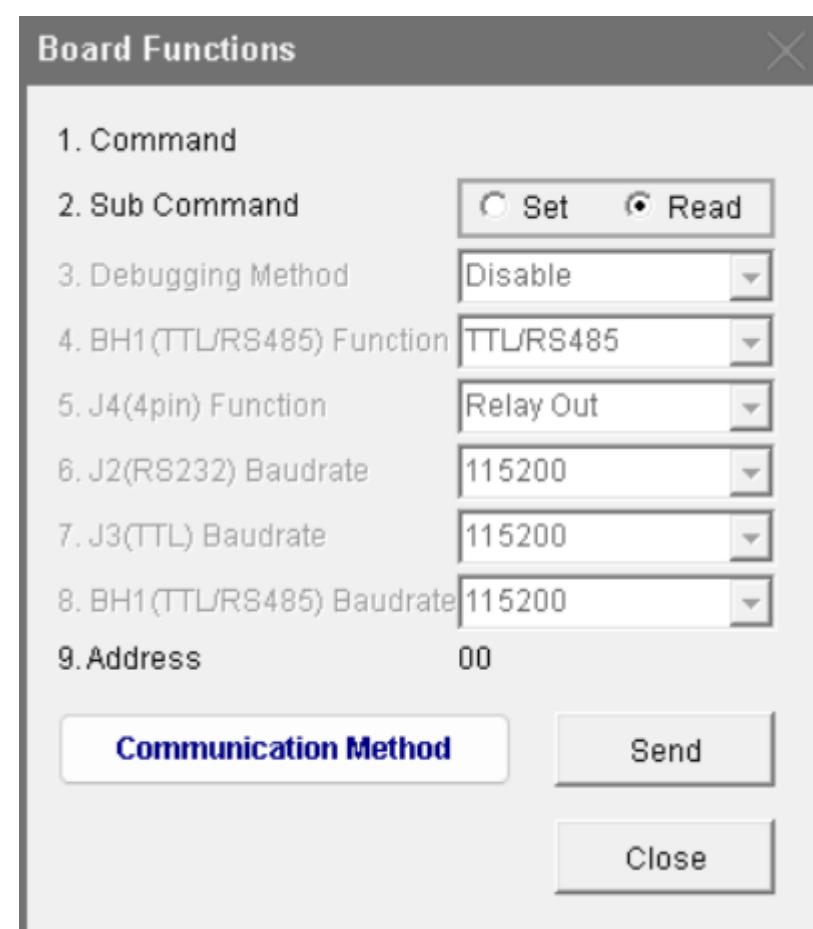 Board Functions
1. Command
2. Sub Command Set Read
3. Debugging Method Disable
4. BH1(TTL/RS485) Function TTL/RS485
5. J4(4pin) Function Relay Out
6. J2(RS232) Baudrate 115200
7. J3(TTL) Baudrate 115200
8. BH1(TTL/RS485) Baudrate 115200
9. Address 00
Communication Method Send
Close